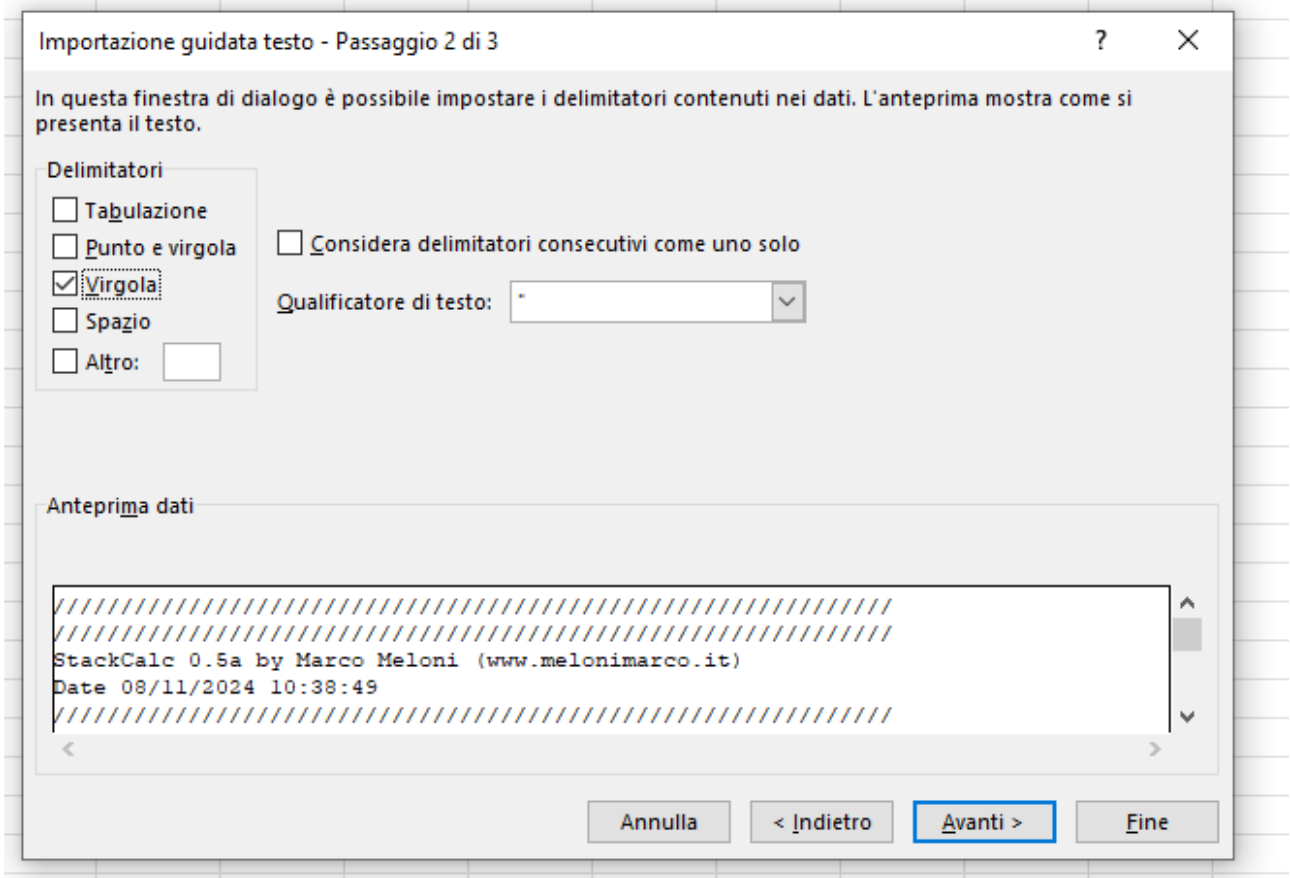 Importazione guidata testo - Passaggio 2 di 3
?
In questa finestra di dialogo è possibile impostare i delimitatori contenuti nei dati. L'anteprima mostra come si
presenta il testo.
Delimitatori
Tabulazione
Punto e virgola
Considera delimitatori consecutivi come uno solo
Virgola
Qualificatore di testo: "
Spazio
Altro:
Anteprima dati
//////////////////////////////////////////////////////////////
//////////////////////////////////////////////////////////////
StackCalc 0.5a by Marco Meloni (www.melonimarco.it)
Date 08/11/2024 10:38:49
//////////////////////////////////////////////////////////////
Annulla
< Indietro
Avanti >
Fine